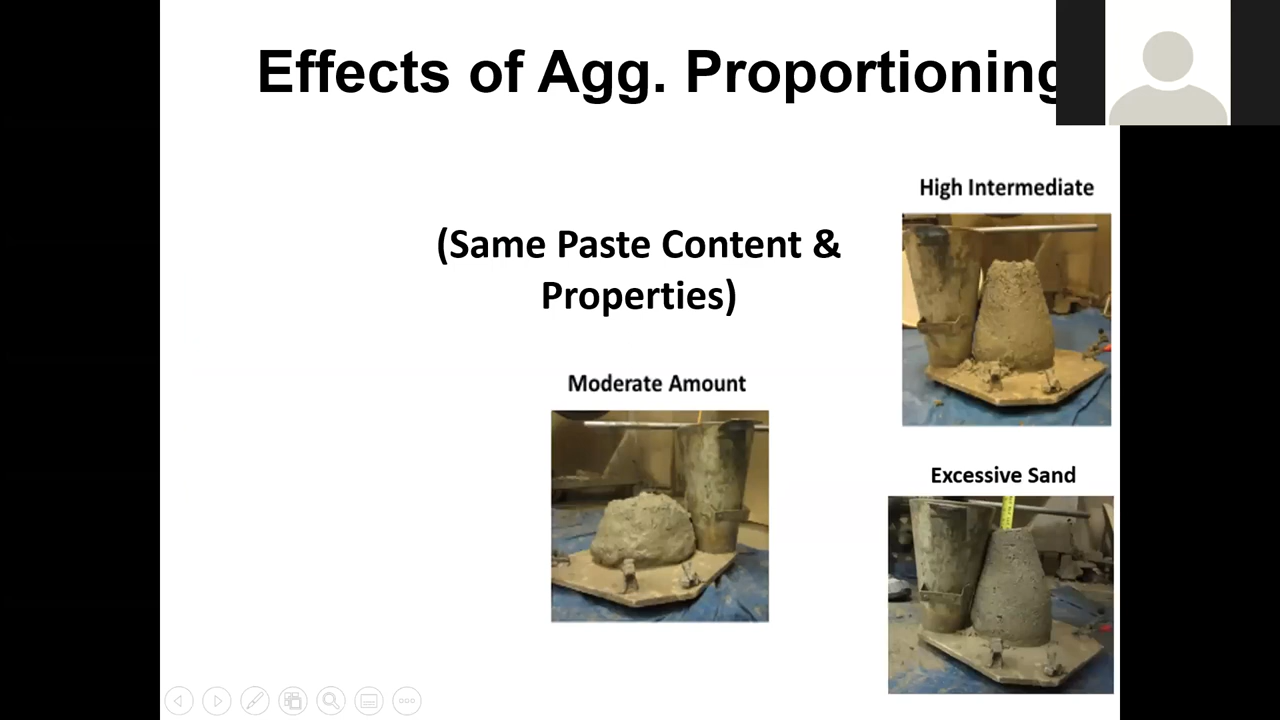 Effects of Agg. Proportioning
High Intermediate
(Same Paste Content &
Properties)
Moderate Amount
Excessive Sand